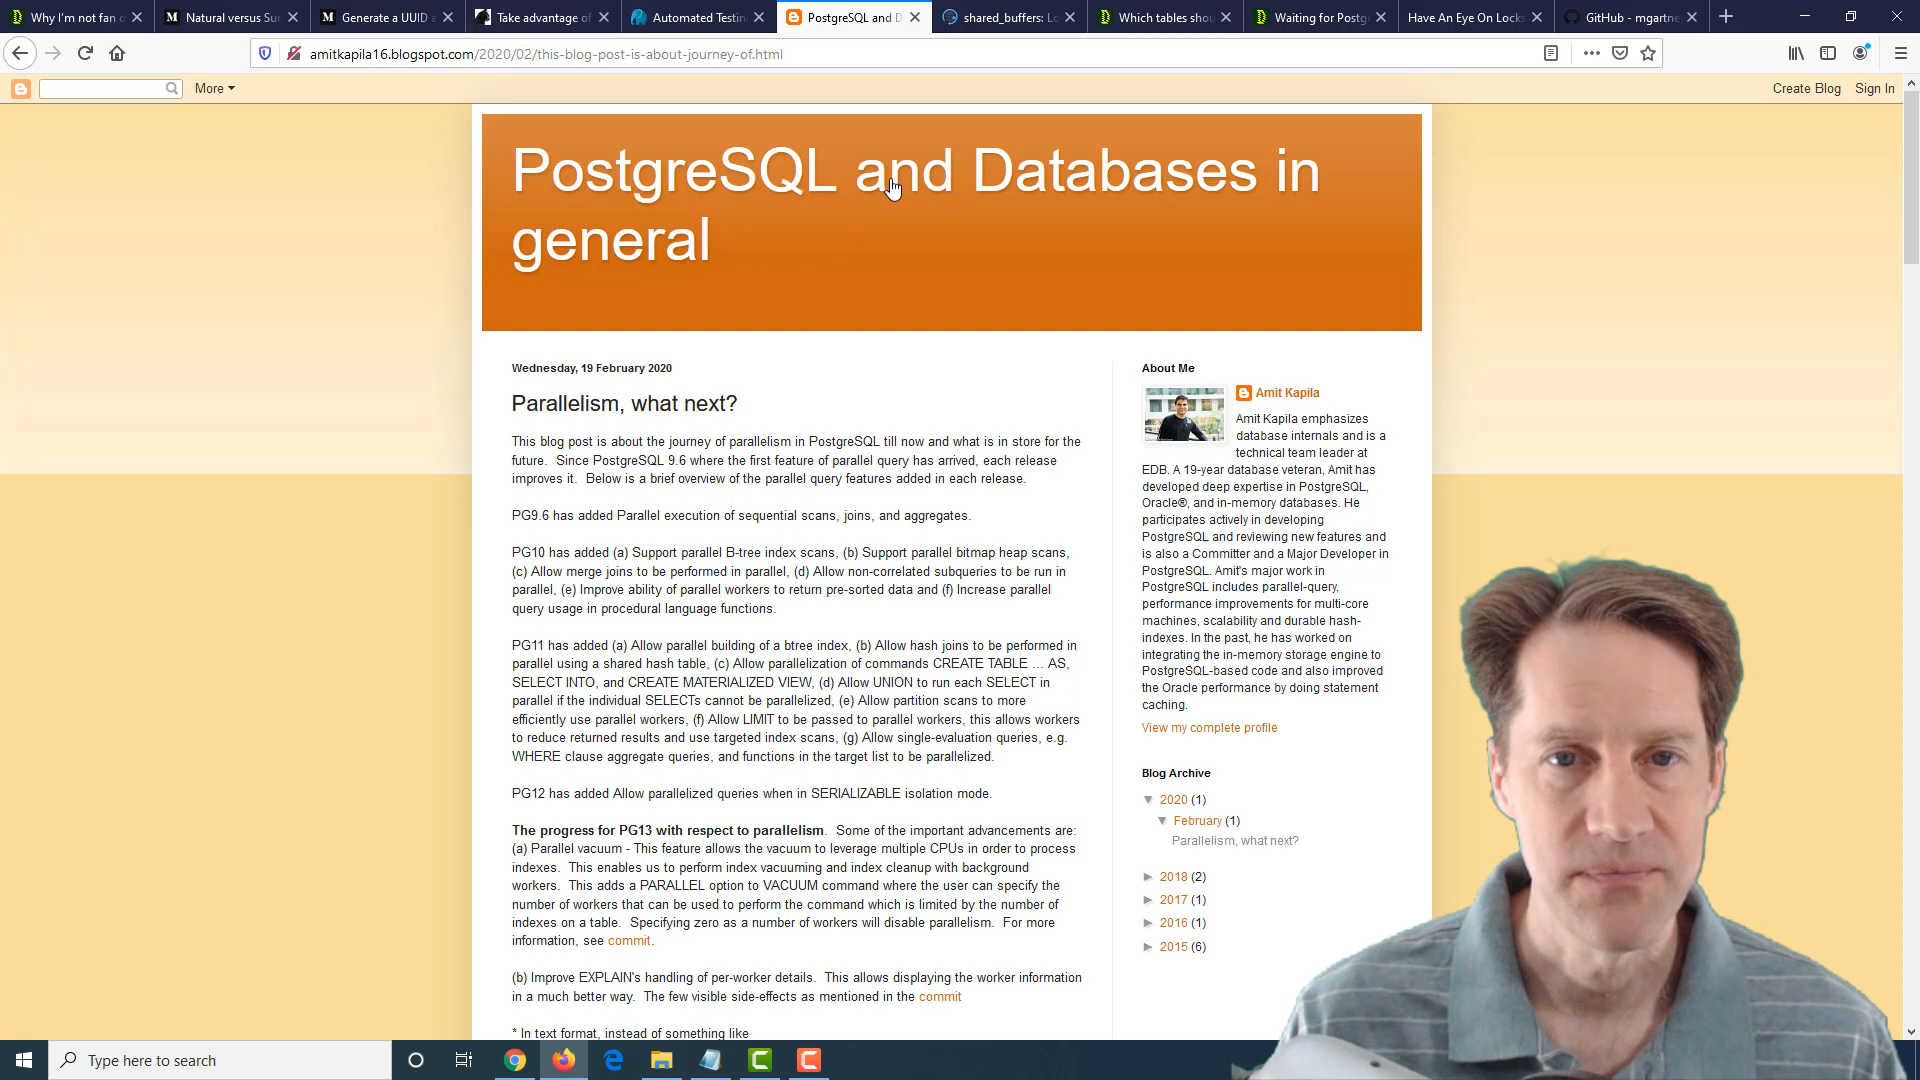 Why I'm not fan o
Natural versus Sur
Generate a UUID a
Take advantage of
Automated Testin
PostgreSQL and D
shared_buffers: Lo
Which tables shou
Waiting for Postgr
Have An Eye On Locks
GitHub - mgartne
amitkapila16.blogspot.com/2020/02/this-blog-post-is-about-journey-of.html
More
Create Blog Sign In
PostgreSQL and Databases in
general
Wednesday, 19 February 2020
Parallelism, what next?
This blog post is about the journey of parallelism in PostgreSQL till now and what is in store for the
future. Since PostgreSQL 9.6 where the first feature of parallel query has arrived, each release
improves it. Below is a brief overview of the parallel query features added in each release.
PG9.6 has added Parallel execution of sequential scans, joins, and aggregates.
PG10 has added (a) Support parallel B-tree index scans, (b) Support parallel bitmap heap scans,
(c) Allow merge joins to be performed in parallel, (d) Allow non-correlated subqueries to be run in
parallel, (e) Improve ability of parallel workers to return pre-sorted data and (f) Increase parallel
query usage in procedural language functions.
PG11 has added (a) Allow parallel building of a btree index, (b) Allow hash joins to be performed in
parallel using a shared hash table, (c) Allow parallelization of commands CREATE TABLE ... AS,
SELECT INTO, and CREATE MATERIALIZED VIEW, (d) Allow UNION to run each SELECT in
parallel if the individual SELECTs cannot be parallelized, (e) Allow partition scans to more
efficiently use parallel workers, (f) Allow LIMIT to be passed to parallel workers, this allows workers
to reduce returned results and use targeted index scans, (g) Allow single-evaluation queries, e.g.
WHERE clause aggregate queries, and functions in the target list to be parallelized.
PG12 has added Allow parallelized queries when in SERIALIZABLE isolation mode.
The progress for PG13 with respect to parallelism. Some of the important advancements are:
(a) Parallel vacuum - This feature allows the vacuum to leverage multiple CPUs in order to process
indexes. This enables us to perform index vacuuming and index cleanup with background
workers. This adds a PARALLEL option to VACUUM command where the user can specify the
number of workers that can be used to perform the command which is limited by the number of
indexes on a table. Specifying zero as a number of workers will disable parallelism. For more
information, see commit.
(b) Improve EXPLAIN's handling of per-worker details. This allows displaying the worker information
in a much better way. The few visible side-effects as mentioned in the commit
* In text format, instead of something like
About Me
Amit Kapila
Amit Kapila emphasizes
database internals and is a
technical team leader at
EDB. A 19-year database veteran, Amit has
developed deep expertise in PostgreSQL,
Oracle®, and in-memory databases. He
participates actively in developing
PostgreSQL and reviewing new features and
is also a Committer and a Major Developer in
PostgreSQL. Amit's major work in
PostgreSQL includes parallel-query,
performance improvements for multi-core
machines, scalability and durable hash-
indexes. In the past, he has worked on
integrating the in-memory storage engine to
PostgreSQL-based code and also improved
the Oracle performance by doing statement
caching.
View my complete profile
Blog Archive
▼ 2020 (1)
▼ February (1)
Parallelism, what next?
► 2018 (2)
► 2017 (1)
► 2016 (1)
► 2015 (6)
Type here to search